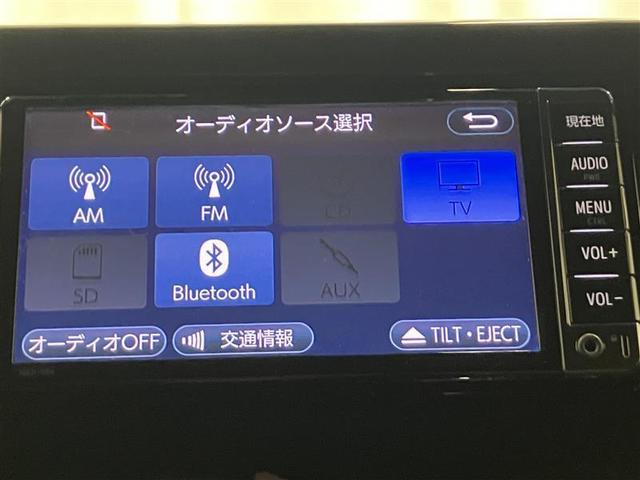 オーディオソース選択
AM
FM
CD
TV
SD
Bluetooth
AUX
オーディオOFF
交通情報
TILT・EJECT
現在地
AUDIO
PWR
MENU
CTRL
VOL+
VOL-